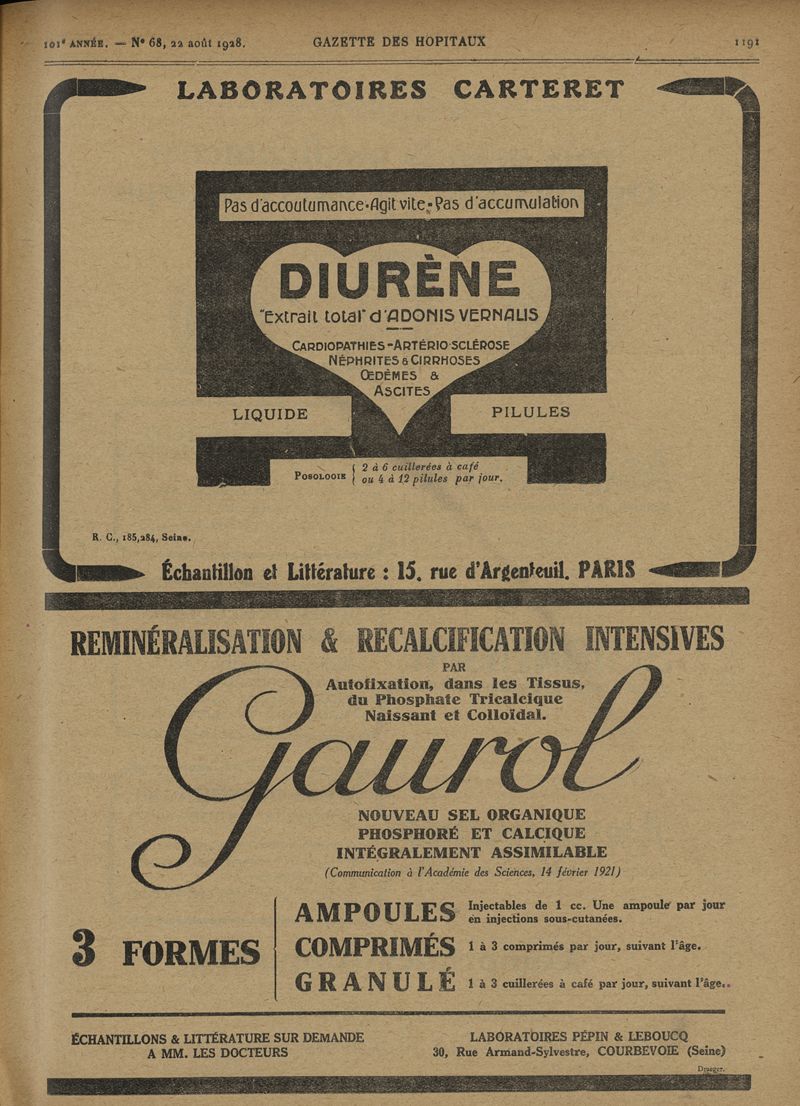 101e ANNÉE. — N° 68, 22 août 1928.
GAZETTE DES HOPITAUX
1191
LABORATOIRES CARTERET
Pas d'accoutumance • Agit vite • Pas d'accumulation
DIURÈNE
"Extrait total" d'ADONIS VERNALIS
CARDIOPATHIES - ARTÉRIO SCLÉROSE
NÉPHRITES & CIRRHOSES
ŒDÈMES &
ASCITES
LIQUIDE
PILULES
POSOLOGIE { 2 à 6 cuillerées à café
ou 4 à 12 pilules par jour.
R. C., 185,284, Seine.
Échantillon et Littérature : 15, rue d'Argenteuil. PARIS
REMINÉRALISATION & RECALCIFICATION INTENSIVES
PAR
Autofixation, dans les Tissus,
du Phosphate Tricalcique
Naissant et Colloïdal.
Gaurol
NOUVEAU SEL ORGANIQUE
PHOSPHORÉ ET CALCIQUE
INTÉGRALEMENT ASSIMILABLE
(Communication à l'Académie des Sciences, 14 février 1921)
3 FORMES
AMPOULES Injectables de 1 cc. Une ampoule par jour
en injections sous-cutanées.
COMPRIMÉS 1 à 3 comprimés par jour, suivant l'âge.
GRANULÉ 1 à 3 cuillerées à café par jour, suivant l'âge.
ÉCHANTILLONS & LITTÉRATURE SUR DEMANDE
A MM. LES DOCTEURS
LABORATOIRES PÉPIN & LEBOUCQ
30, Rue Armand-Sylvestre, COURBEVOIE (Seine)
Draeger.